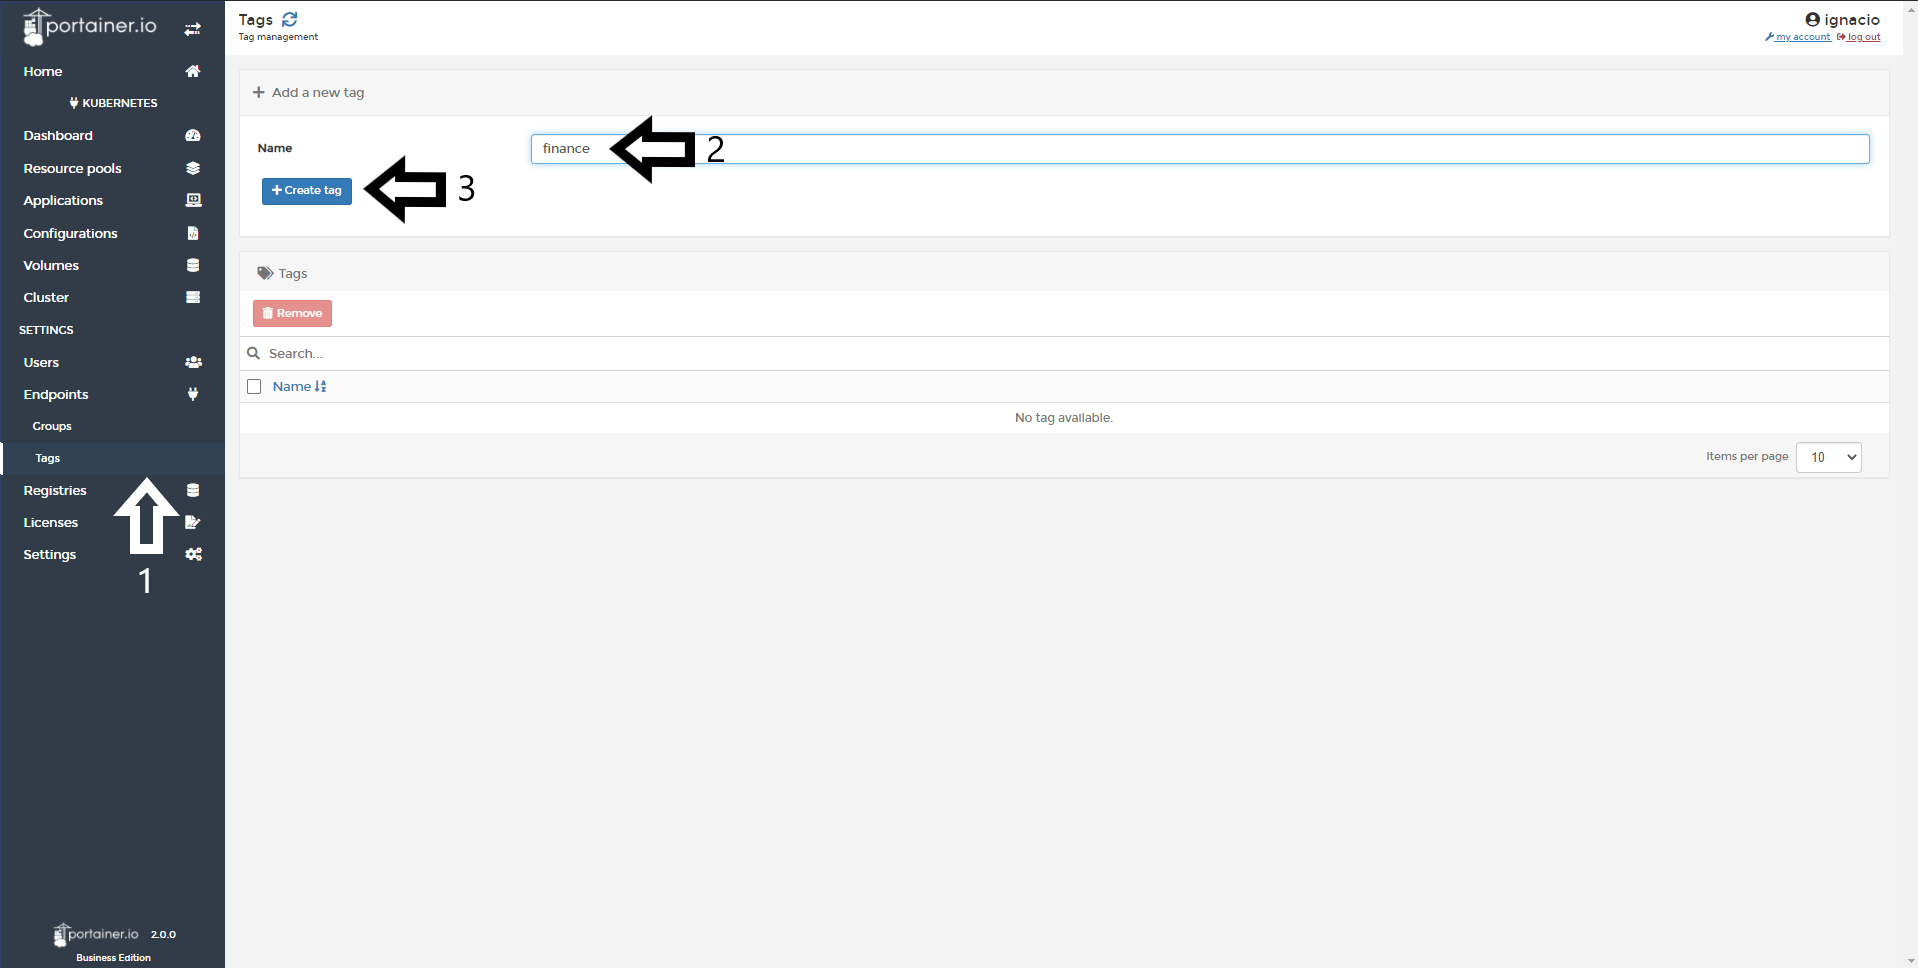 portainer.io
Home
KUBERNETES
Dashboard
Resource pools
Applications
Configurations
Volumes
Cluster
SETTINGS
Users
Endpoints
Groups
Tags
Registries
Licenses
Settings
1
portainer.io 2.0.0
Business Edition
Tags
Tag management
ignacio
my account log out
Add a new tag
Name
finance
2
Create tag
3
Tags
Remove
Search...
Name
No tag available.
Items per page 10